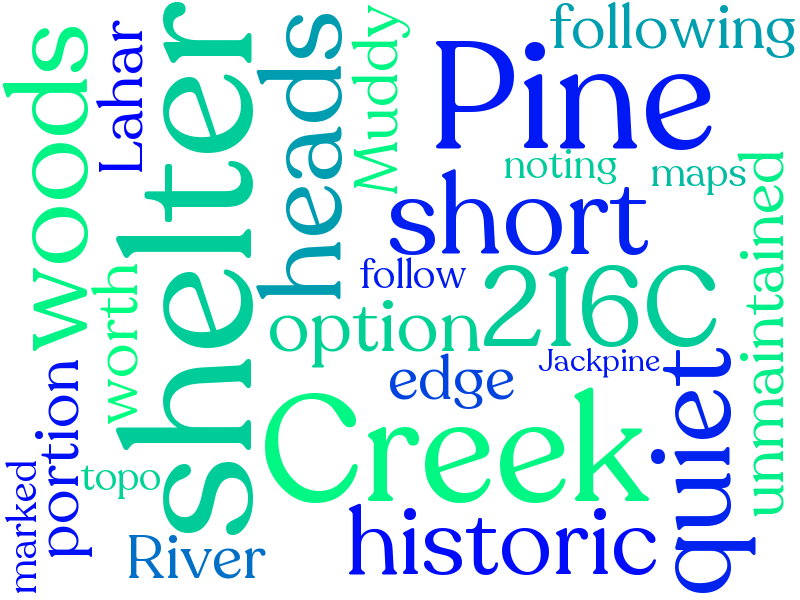 following
Pine
Muddy
heads
shelter
Lahar
woods
noting
maps
short
unmaintained
follow
216C
worth
option
Jackpine
edge
quiet
portion
Creek
topo
marked
historic
River